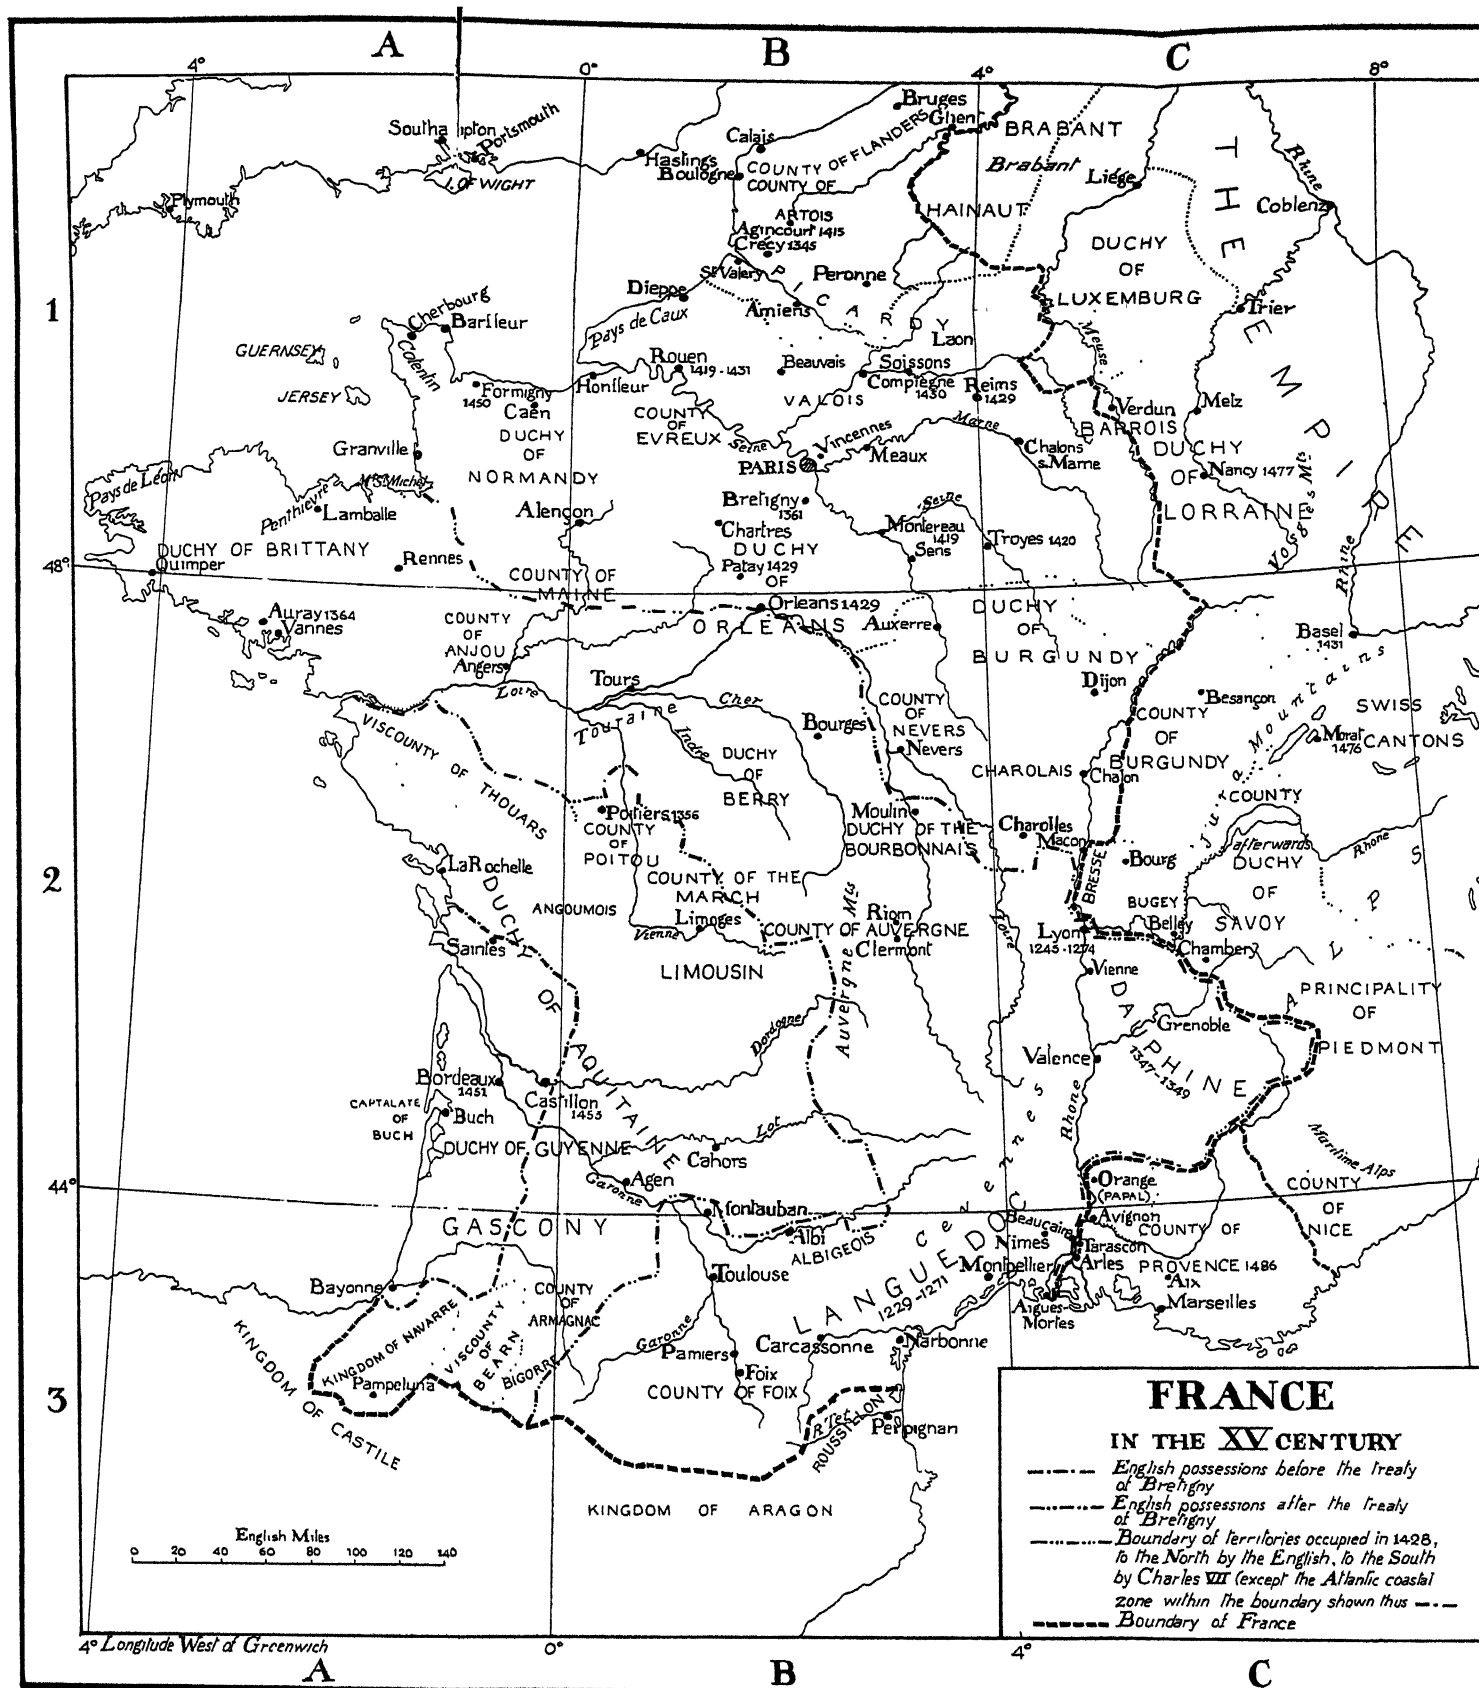 A
B
C
4°
0°
4°
8°
Bruges
Ghent
BRABANT
Brabant
Southampton
Portsmouth
I. OF WIGHT
Plymouth
Hastings
Calais
Boulogne
COUNTY OF FLANDERS
COUNTY OF
ARTOIS
HAINAUT
Liége
Rhine
Coblenz
THE EMPIRE
Agincourt 1415
Crécy 1345
St Valery
PICARDY
Peronne
Dieppe
Amiens
Pays de Caux
DUCHY
OF
LUXEMBURG
Trier
1
Cherbourg
Barfleur
Cotentin
GUERNSEY
JERSEY
Laon
Meuse
Rouen
1419-1431
Beauvais
Soissons
Compiegne
1430
Reims
1429
Formigny
1450
Caen
Honfleur
VALOIS
Verdun
Metz
BARROIS
COUNTY
OF
EVREUX
Seine
Vincennes
Meaux
Marne
Chalons
s. Marne
DUCHY
OF
NORMANDY
Granville
PARIS
DUCHY
OF
LORRAINE
Nancy 1477
Vosges Mts
Pays de Léon
Mt St Michel
Penthievre
Lamballe
Alençon
Bretigny
1361
Chartres
Seine
Montereau
1419
Sens
Troyes 1420
DUCHY OF BRITTANY
Quimper
Rennes
48°
DUCHY
Patay 1429
OF
ORLEANS
Orleans 1429
COUNTY OF
MAINE
Rhine
Auray 1364
Vannes
COUNTY
OF
ANJOU
Angers
Auxerre
DUCHY
OF
BURGUNDY
Basel
1431
Dijon
Besançon
Loire
Tours
Touraine
Cher
Indre
Bourges
COUNTY
OF
NEVERS
Nevers
COUNTY
OF
BURGUNDY
Jura Mountains
SWISS
CANTONS
Morat
1476
VISCOUNTY OF THOUARS
DUCHY
OF
BERRY
CHAROLAIS
Chalon
Poitiers 1356
COUNTY
OF
POITOU
Moulin
DUCHY OF THE
BOURBONNAIS
Charolles
Macon
COUNTY
afterwards
DUCHY
OF
SAVOY
Rhone
ALPS
2
La Rochelle
BRESSE
Bourg
COUNTY OF THE
MARCH
ANGOUMOIS
Limoges
Vienne
BUGEY
Belley
Riom
COUNTY OF AUVERGNE
Clermont
Auvergne Mts
Loire
Lyon
1245-1274
Chambery
Saintes
DUCHY OF AQUITAINE
LIMOUSIN
Vienne
PRINCIPALITY
OF
PIEDMONT
Dordogne
Grenoble
DAUPHINE
1347-1349
Valence
Bordeaux
1451
Castillon
1453
CAPTALATE
OF
BUCH
Buch
DUCHY OF GUYENNE
Lot
Cahors
Rhone
Cevennes
Maritime Alps
Garonne
Agen
44°
Orange
(PAPAL)
COUNTY
OF
NICE
GASCONY
Montauban
Albi
ALBIGEOIS
Avignon
Beaucaire
Nimes
Tarascon
Arles
COUNTY OF
PROVENCE 1486
Aix
LANGUEDOC
1229-1271
Montpellier
Aigues-
Mortes
Marseilles
Bayonne
Toulouse
COUNTY
OF
ARMAGNAC
KINGDOM OF NAVARRE
VISCOUNTY
OF
BEARN
BIGORRE
Garonne
Pamiers
Carcassonne
Narbonne
KINGDOM OF CASTILE
Pampeluna
Foix
COUNTY OF FOIX
3
R. Tet
ROUSSILLON
Perpignan
KINGDOM OF ARAGON
English Miles
0 20 40 60 80 100 120 140
FRANCE
IN THE XV CENTURY
English possessions before the treaty
of Bretigny
English possessions after the treaty
of Bretigny
Boundary of territories occupied in 1428,
to the North by the English, to the South
by Charles VII (except the Atlantic coastal
zone within the boundary shown thus
Boundary of France
4° Longitude West of Greenwich
0°
4°
A
B
C